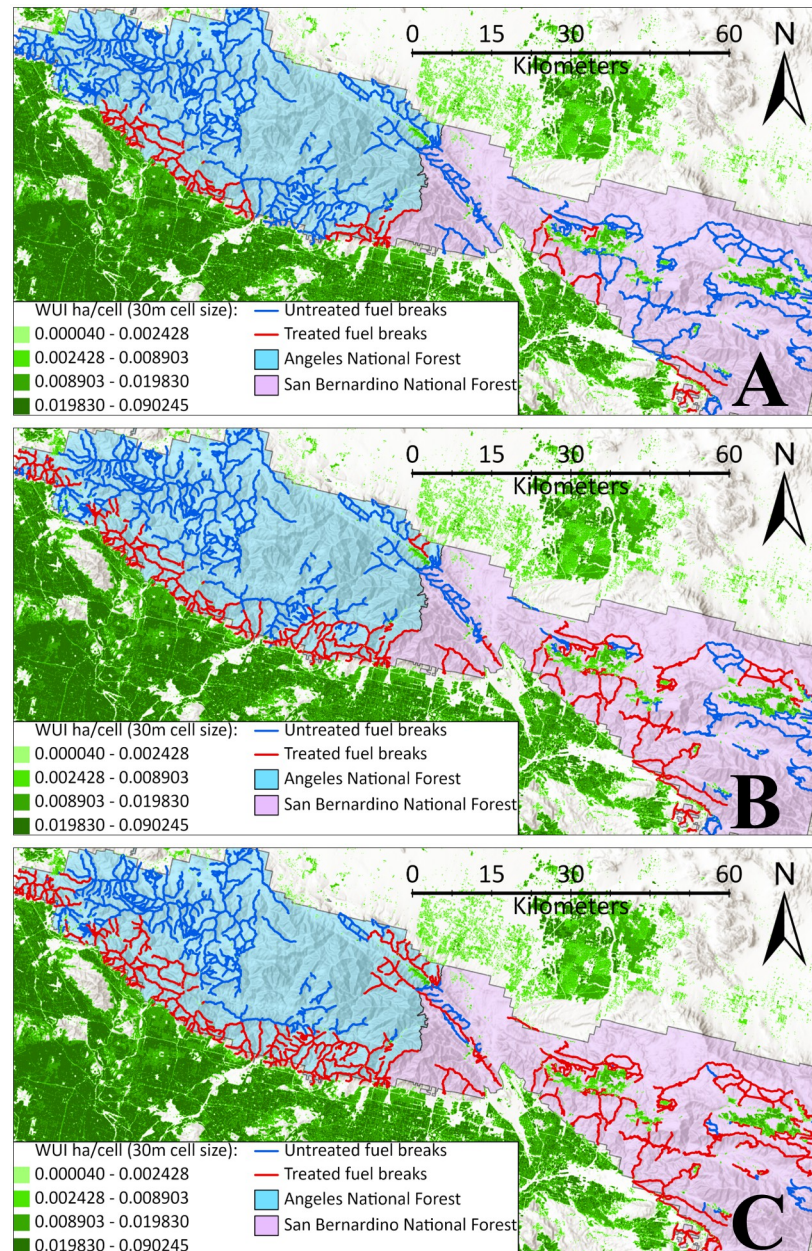 0 15 30 60
Kilometers
N
WUI ha/cell (30m cell size):
0.000040 - 0.002428
0.002428 - 0.008903
0.008903 - 0.019830
0.019830 - 0.090245
Untreated fuel breaks
Treated fuel breaks
Angeles National Forest
San Bernardino National Forest
A
0 15 30 60
Kilometers
N
WUI ha/cell (30m cell size):
0.000040 - 0.002428
0.002428 - 0.008903
0.008903 - 0.019830
0.019830 - 0.090245
Untreated fuel breaks
Treated fuel breaks
Angeles National Forest
San Bernardino National Forest
B
0 15 30 60
Kilometers
N
WUI ha/cell (30m cell size):
0.000040 - 0.002428
0.002428 - 0.008903
0.008903 - 0.019830
0.019830 - 0.090245
Untreated fuel breaks
Treated fuel breaks
Angeles National Forest
San Bernardino National Forest
C